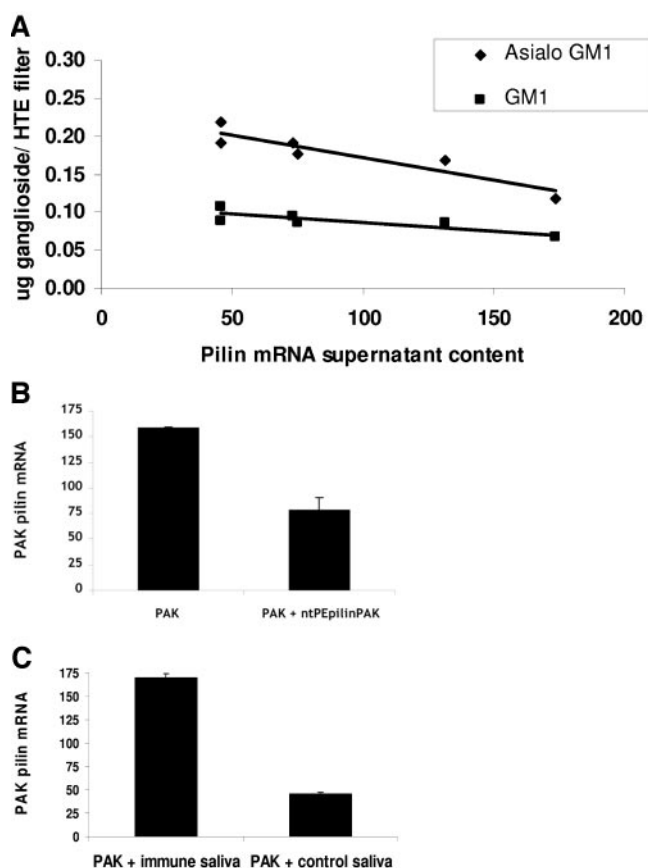 A
ug ganglioside/ HTE filter
0.30
0.25
0.20
0.15
0.10
0.05
0.00
0
50
100
150
200
Pilin mRNA supernatant content
Asialo GM1
GM1
B
PAK pilin mRNA
175
150
125
100
75
50
25
0
PAK
PAK + ntPEpilinPAK
C
PAK pilin mRNA
175
150
125
100
75
50
25
0
PAK + immune saliva
PAK + control saliva